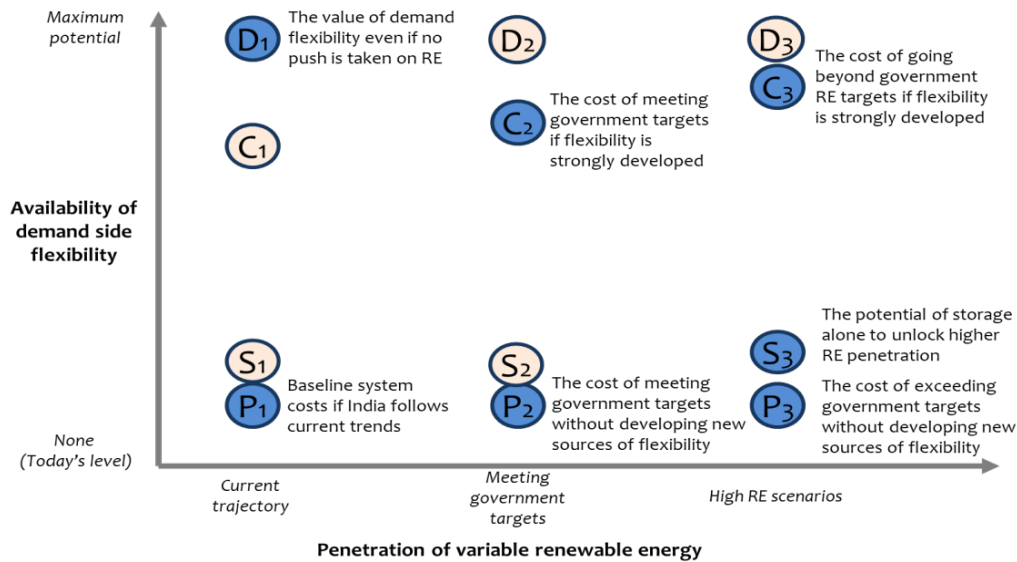 Maximum
potential
D1
The value of demand
flexibility even if no
push is taken on RE
D2
D3
The cost of going
beyond government
RE targets if flexibility
is strongly developed
C3
C2
The cost of meeting
government targets
if flexibility is
strongly developed
C1
Availability of
demand side
flexibility
S1
P1
Baseline system
costs if India follows
current trends
S2
P2
The cost of meeting
government targets
without developing new
sources of flexibility
S3
The potential of storage
alone to unlock higher
RE penetration
P3
The cost of exceeding
government targets
without developing new
sources of flexibility
None
(Today's level)
Current
trajectory
Meeting
government
targets
High RE scenarios
Penetration of variable renewable energy